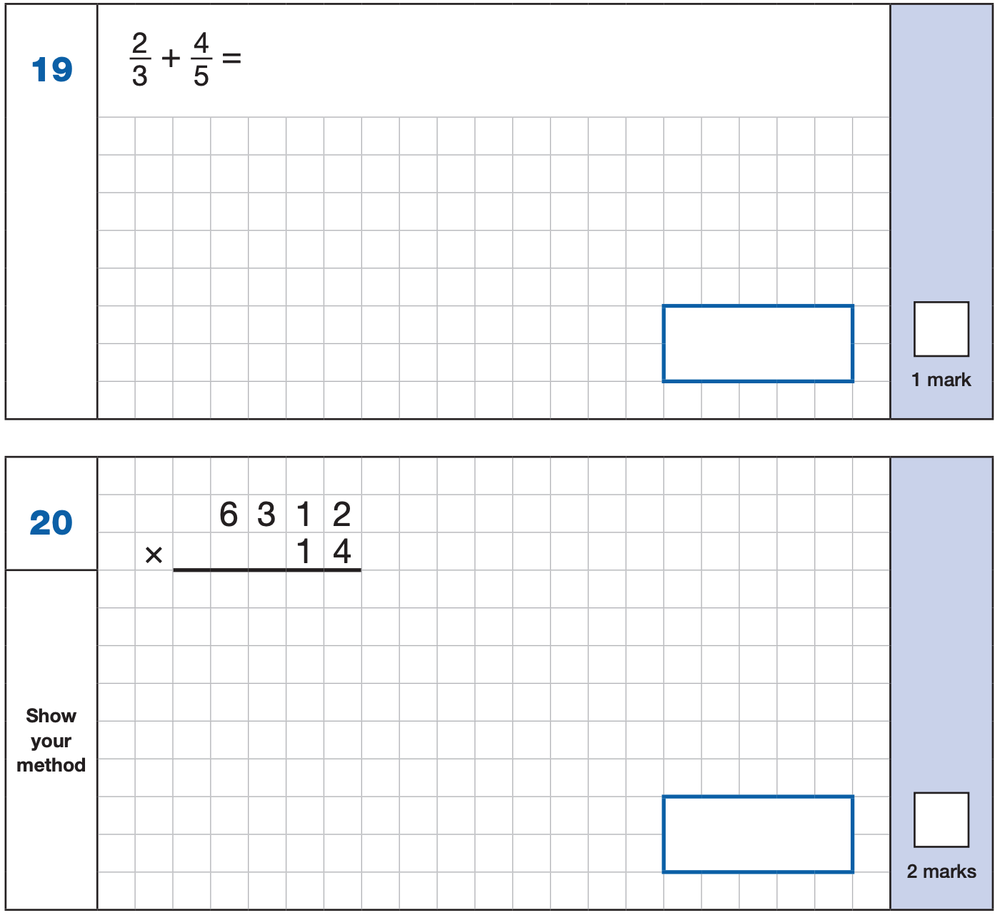 19
2/3 + 4/5 =
1 mark
20
6 3 1 2
× 1 4
Show
your
method
2 marks